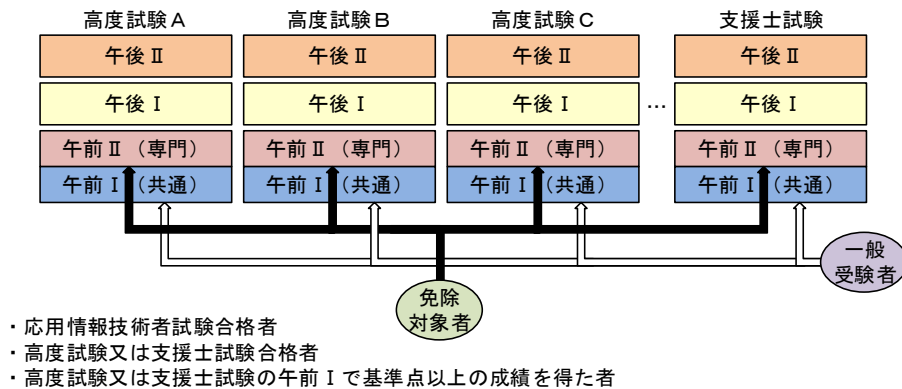 高度試験A
高度試験B
高度試験C
支援士試験
午後Ⅱ
午後Ⅱ
午後Ⅱ
午後Ⅱ
午後Ⅰ
午後Ⅰ
午後Ⅰ
…
午後Ⅰ
午前Ⅱ(専門)
午前Ⅱ(専門)
午前Ⅱ(専門)
午前Ⅱ(専門)
午前Ⅰ(共通)
午前Ⅰ(共通)
午前Ⅰ(共通)
午前Ⅰ(共通)
一般
受験者
免除
対象者
・応用情報技術者試験合格者
・高度試験又は支援士試験合格者
・高度試験又は支援士試験の午前Ⅰで基準点以上の成績を得た者